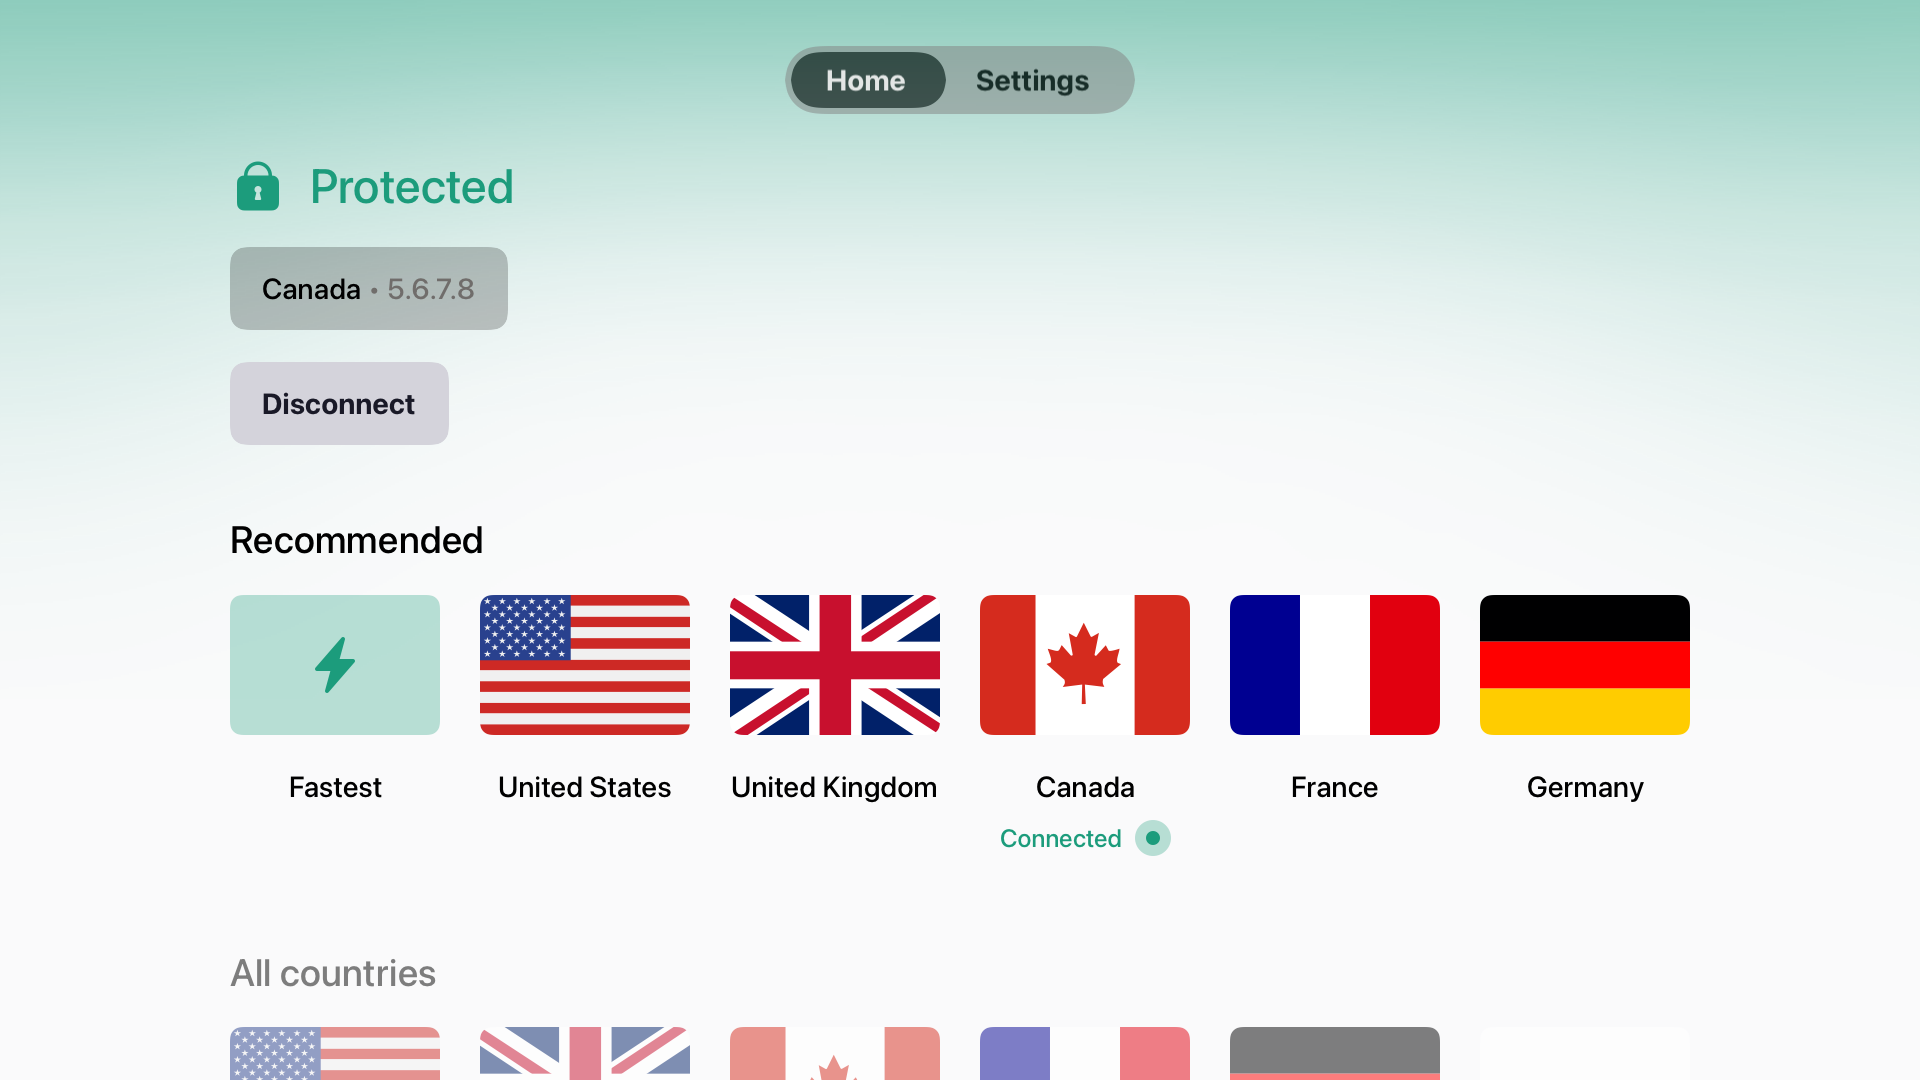 Home
Settings
Protected
Canada • 5.6.7.8
Disconnect
Recommended
Fastest
United States
United Kingdom
Canada
France
Germany
Connected
All countries